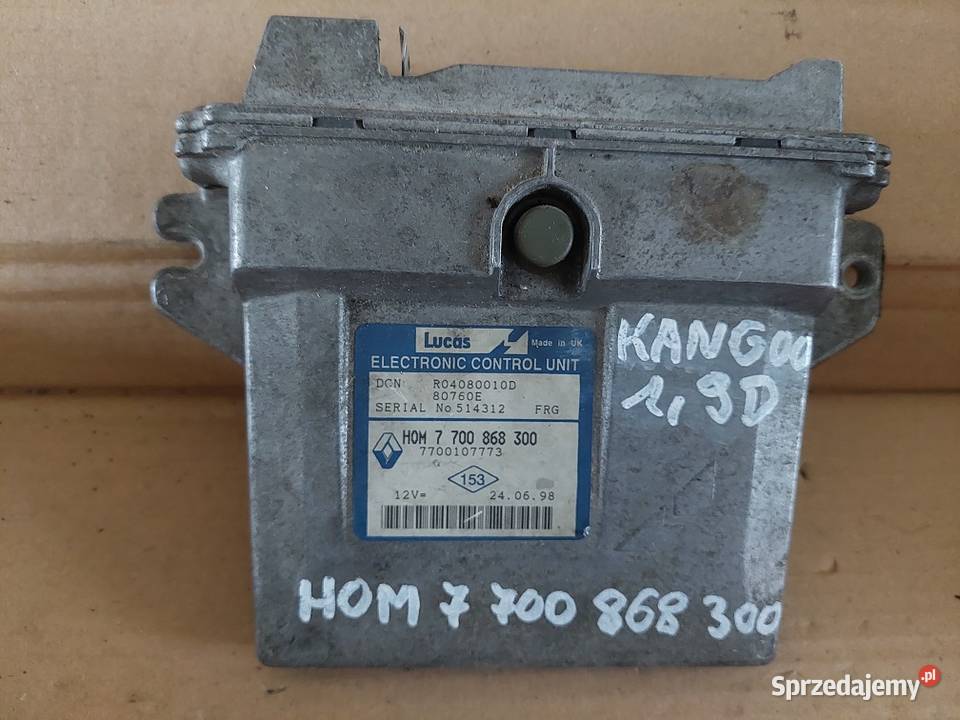 Lucas Made in UK
ELECTRONIC CONTROL UNIT
DCN R04080010D
80760E
SERIAL No 514312 FRG
HOM 7 700 868 300
7700107773
153
12V= 24.06.98
KANGOO
1,9D
HOM 7 700 868 300
Sprzedajemy.pl